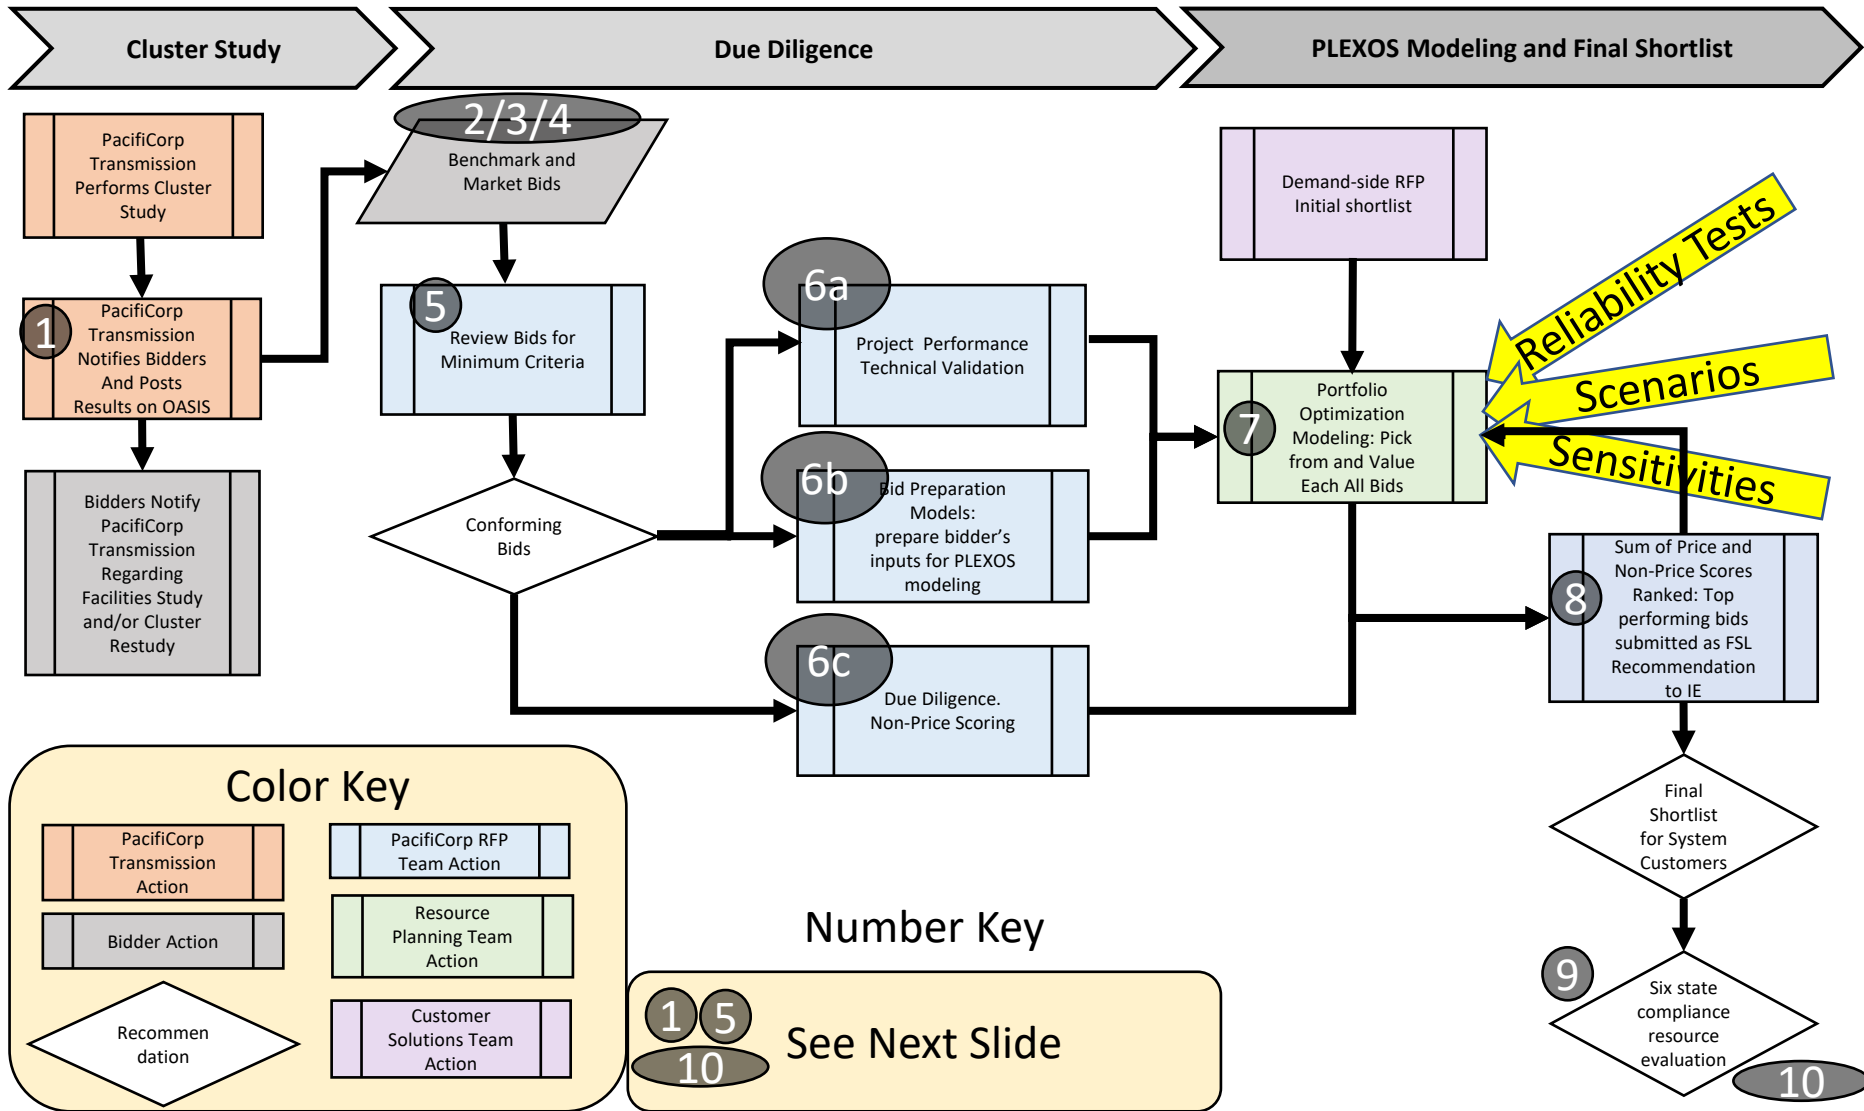 Cluster Study
Due Diligence
PLEXOS Modeling and Final Shortlist
PacifiCorp
Transmission
Performs Cluster
Study
1
PacifiCorp
Transmission
Notifies Bidders
And Posts
Results on OASIS
Bidders Notify
PacifiCorp
Transmission
Regarding
Facilities Study
and/or Cluster
Restudy
2/3/4
Benchmark and
Market Bids
5
Review Bids for
Minimum Criteria
Conforming
Bids
6a
Project Performance
Technical Validation
6b
Bid Preparation
Models:
prepare bidder’s
inputs for PLEXOS
modeling
6c
Due Diligence.
Non-Price Scoring
Demand-side RFP
Initial shortlist
7
Portfolio
Optimization
Modeling: Pick
from and Value
Each All Bids
Reliability Tests
Scenarios
Sensitivities
8
Sum of Price and
Non-Price Scores
Ranked: Top
performing bids
submitted as FSL
Recommendation
to IE
Final
Shortlist
for System
Customers
9
Six state
compliance
resource
evaluation
10
Color Key
PacifiCorp
Transmission
Action
PacifiCorp RFP
Team Action
Bidder Action
Resource
Planning Team
Action
Recommen
dation
Customer
Solutions Team
Action
Number Key
1
5
10
See Next Slide